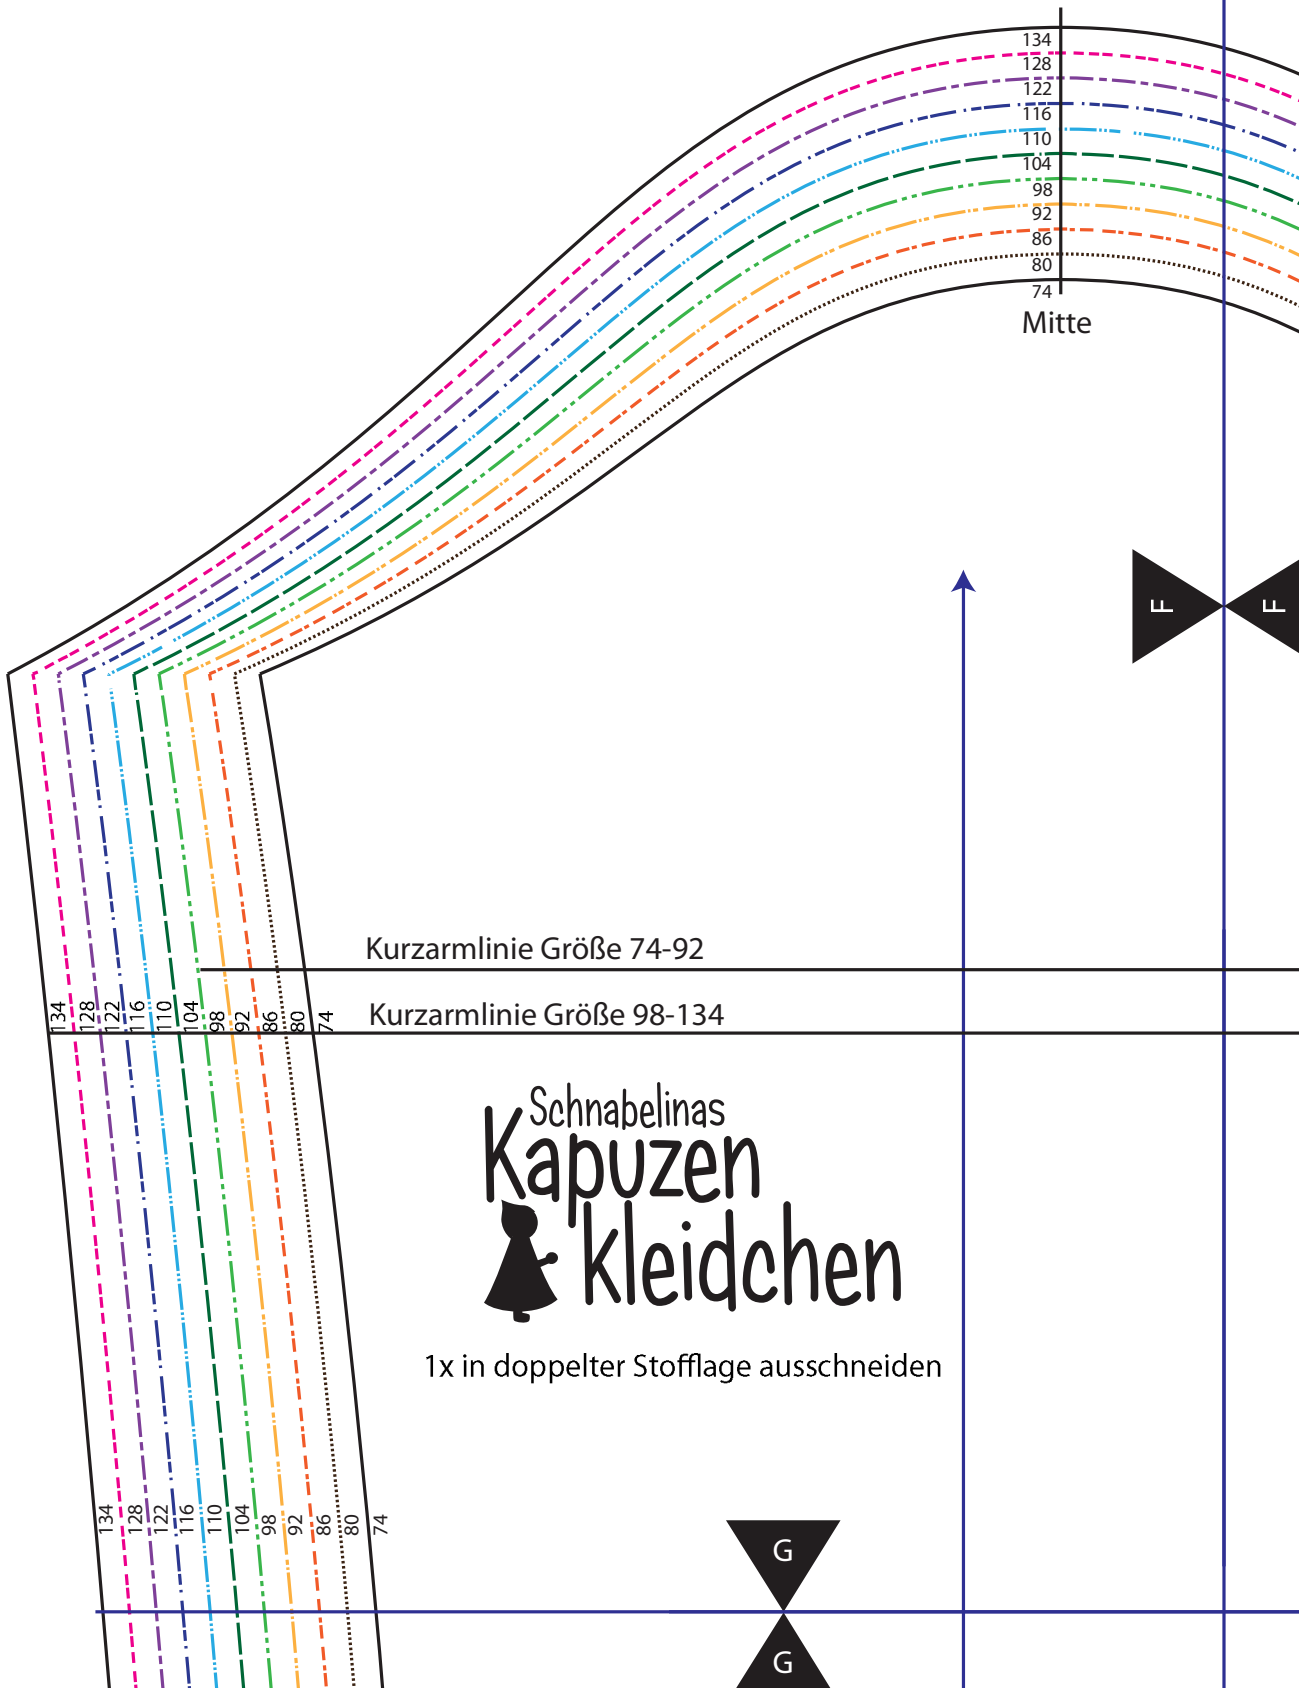 134
128
122
116
110
104
98
92
86
80
74
Mitte
F F
Kurzarmlinie Größe 74-92
134 128 122 116 110 104 98 92 86 80 74
Kurzarmlinie Größe 98-134
Schnabelinas
Kapuzen
kleidchen
1x in doppelter Stofflage ausschneiden
134 128 122 116 110 104 98 92 86 80 74
G
G